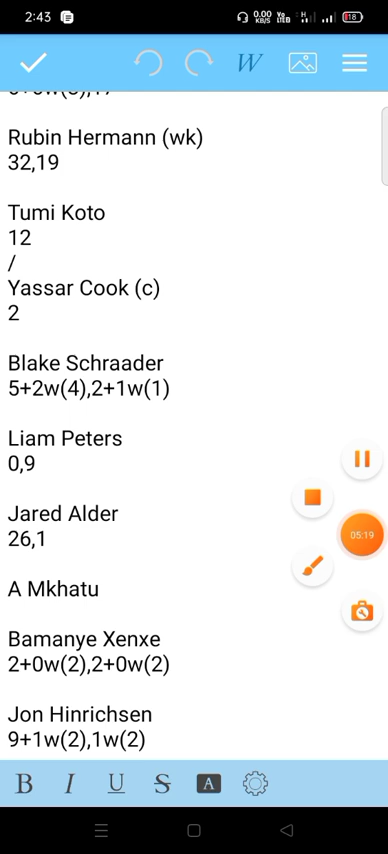 2:43
0.00 KB/S
Yo LTE
H
18
W
Rubin Hermann (wk)
32,19
Tumi Koto
12
/
Yassar Cook (c)
2
Blake Schraader
5+2w(4),2+1w(1)
Liam Peters
0,9
Jared Alder
26,1
A Mkhatu
Bamanye Xenxe
2+0w(2),2+0w(2)
Jon Hinrichsen
9+1w(2),1w(2)
05:19
B I U S A